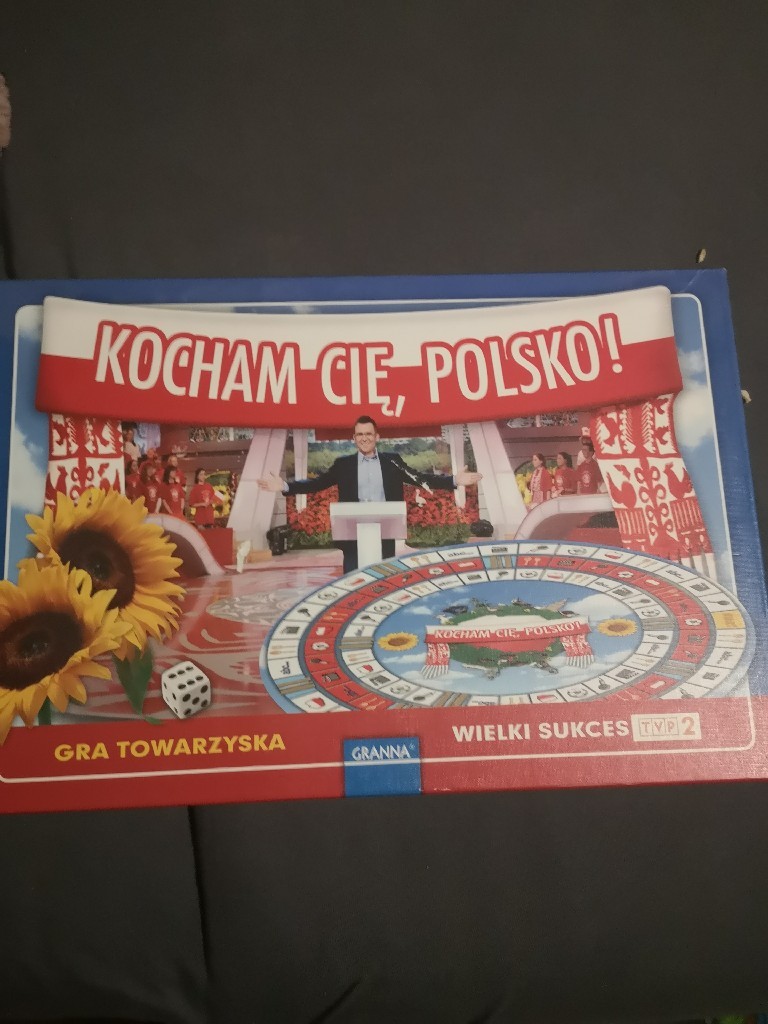 KOCHAM CIĘ, POLSKO!
KOCHAM CIĘ, POLSKO!
GRA TOWARZYSKA
GRANNA®
WIELKI SUKCES TVP2